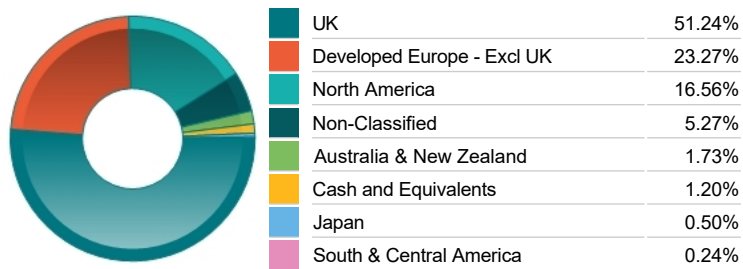 UK 51.24%
Developed Europe - Excl UK 23.27%
North America 16.56%
Non-Classified 5.27%
Australia & New Zealand 1.73%
Cash and Equivalents 1.20%
Japan 0.50%
South & Central America 0.24%